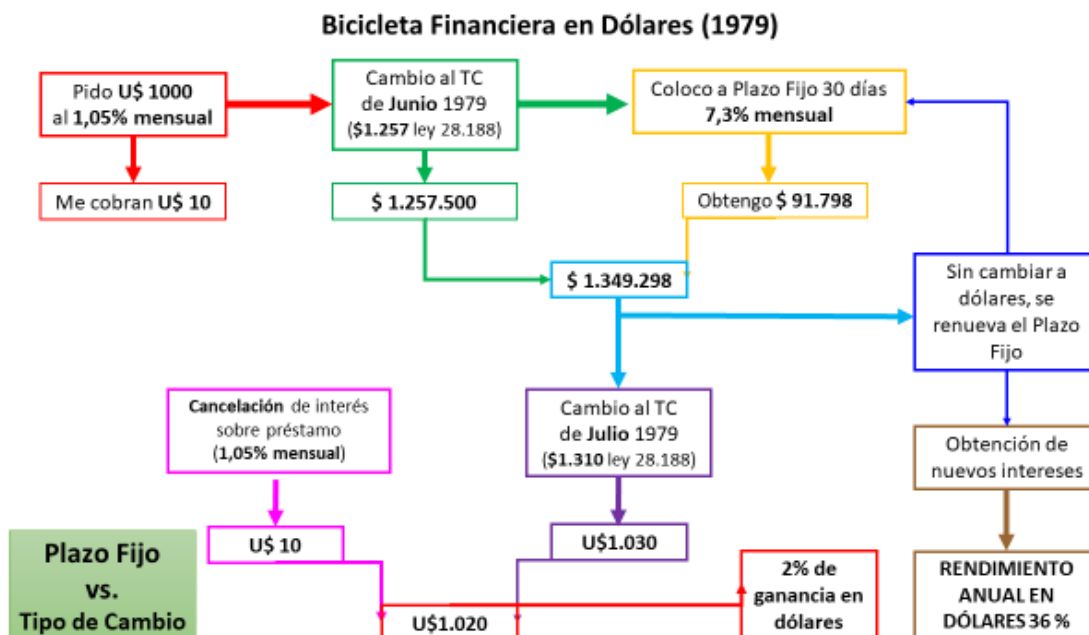 Bicicleta Financiera en Dólares (1979)
Pido U$ 1000
al 1,05% mensual
Cambio al TC
de Junio 1979
($1.257 ley 28.188)
Coloco a Plazo Fijo 30 días
7,3% mensual
Me cobran U$ 10
$ 1.257.500
Obtengo $ 91.798
$ 1.349.298
Sin cambiar a
dólares, se
renueva el Plazo
Fijo
Cancelación de interés
sobre préstamo
(1,05% mensual)
Cambio al TC
de Julio 1979
($1.310 ley 28.188)
Obtención de
nuevos intereses
U$ 10
U$1.030
Plazo Fijo
vs.
Tipo de Cambio
U$1.020
2% de
ganancia en
dólares
RENDIMIENTO
ANUAL EN
DÓLARES 36 %